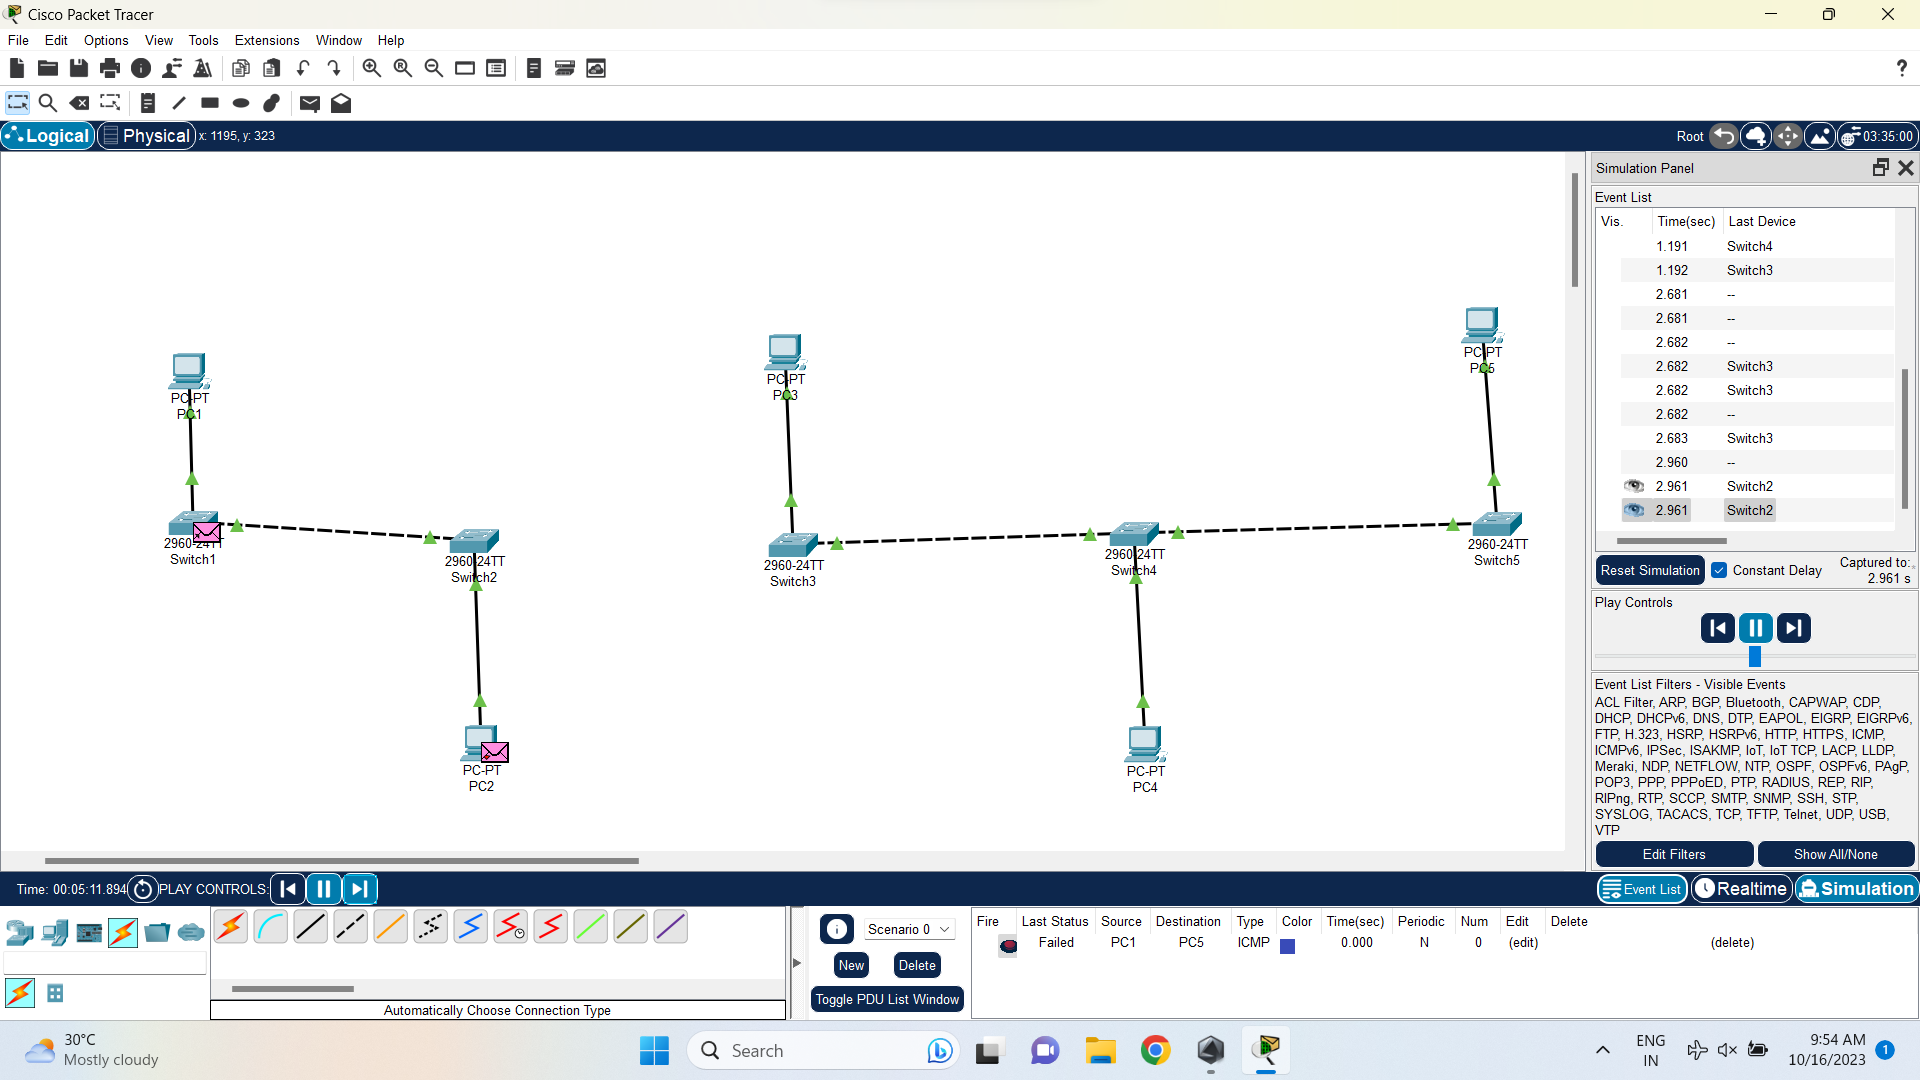 Cisco Packet Tracer
File Edit Options View Tools Extensions Window Help
?
Logical Physical x: 1195, y: 323 Root 03:35:00
PC-PT
PC1
2960-24TT
Switch1
2960-24TT
Switch2
PC-PT
PC2
PC-PT
PC3
2960-24TT
Switch3
2960-24TT
Switch4
PC-PT
PC4
PC-PT
PC5
2960-24TT
Switch5
Simulation Panel
Event List
Vis. Time(sec) Last Device
1.191 Switch4
1.192 Switch3
2.681 --
2.681 --
2.682 --
2.682 Switch3
2.682 Switch3
2.682 --
2.683 Switch3
2.960 --
2.961 Switch2
2.961 Switch2
Reset Simulation Constant Delay Captured to:
2.961 s
Play Controls
Event List Filters - Visible Events
ACL Filter, ARP, BGP, Bluetooth, CAPWAP, CDP,
DHCP, DHCPv6, DNS, DTP, EAPOL, EIGRP, EIGRPv6,
FTP, H.323, HSRP, HSRPv6, HTTP, HTTPS, ICMP,
ICMPv6, IPSec, ISAKMP, IoT, IoT TCP, LACP, LLDP,
Meraki, NDP, NETFLOW, NTP, OSPF, OSPFv6, PAgP,
POP3, PPP, PPPoED, PTP, RADIUS, REP, RIP,
RIPng, RTP, SCCP, SMTP, SNMP, SSH, STP,
SYSLOG, TACACS, TCP, TFTP, Telnet, UDP, USB,
VTP
Edit Filters Show All/None
Time: 00:05:11.894 PLAY CONTROLS: Event List Realtime Simulation
Automatically Choose Connection Type
Scenario 0
New Delete
Toggle PDU List Window
Fire Last Status Source Destination Type Color Time(sec) Periodic Num Edit Delete
Failed PC1 PC5 ICMP 0.000 N 0 (edit) (delete)
30°C
Mostly cloudy
Search
ENG
IN
9:54 AM
10/16/2023
1